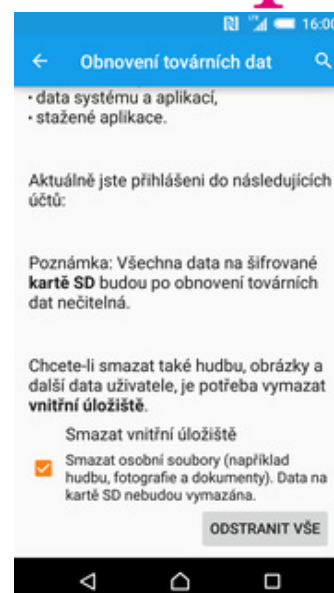 16:00
Obnovení továrních dat
• data systému a aplikací,
• stažené aplikace.
Aktuálně jste přihlášeni do následujících
účtů:
Poznámka: Všechna data na šifrované
kartě SD budou po obnovení továrních
dat nečitelná.
Chcete-li smazat také hudbu, obrázky a
další data uživatele, je potřeba vymazat
vnitřní úložiště.
Smazat vnitřní úložiště
Smazat osobní soubory (například
hudbu, fotografie a dokumenty). Data na
kartě SD nebudou vymazána.
ODSTRANIT VŠE